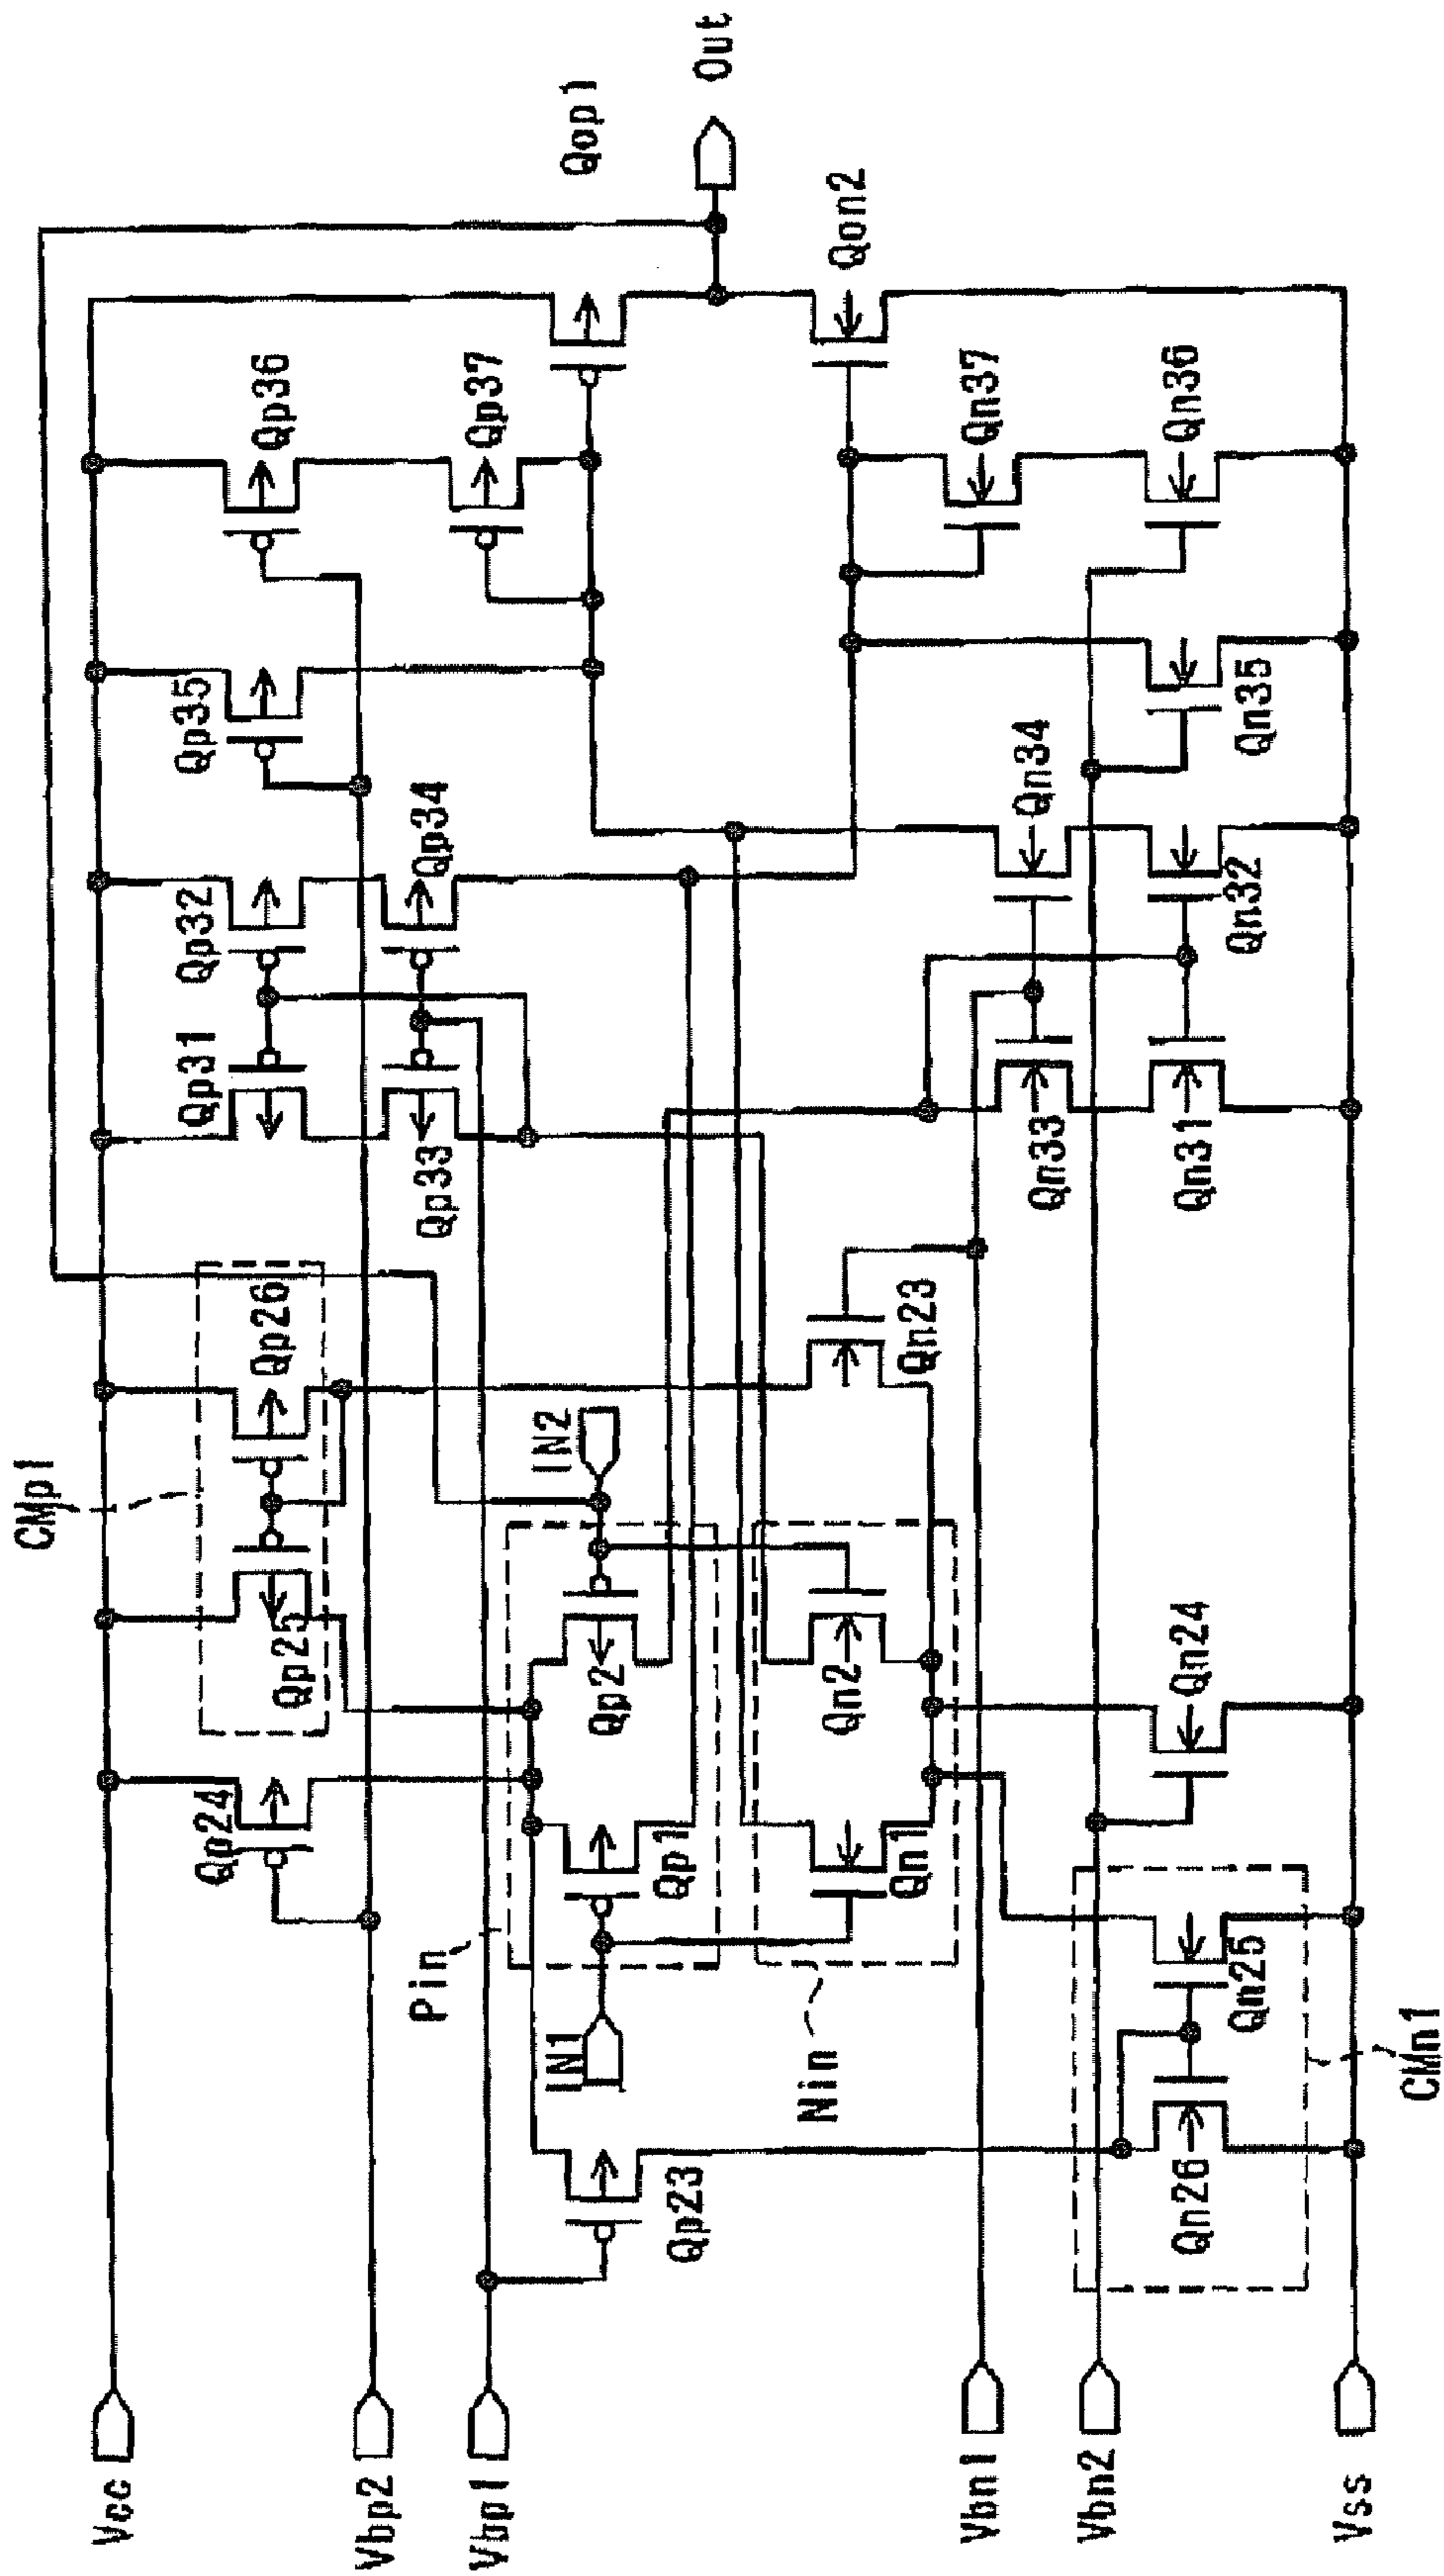 CMp1
Vcc
Qp24
Qp25
Qp26
Qp31
Qp32
Qp35
Qp36
Vbp2
Qp33
Qp34
Qp37
Qop1
Vbp1
Pin
IN1
IN2
Out
Qp23
Qp1
Qp2
Nin
Qn1
Qn2
Qn23
Qon2
Vbn1
Qn33
Qn34
Qn37
Vbn2
Qn26
Qn25
Qn24
Qn31
Qn32
Qn35
Qn36
Vss
CMn1